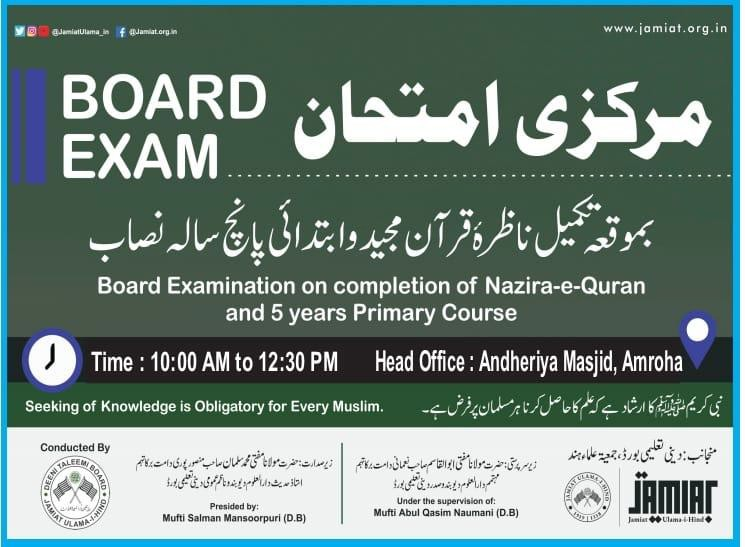 @JamiatUlama_in @Jamiat.org.in
www.jamiat.org.in
BOARD
EXAM
مرکزی امتحان
بموقعہ تکمیل ناظرۂ قرآن مجید و ابتدائی پانچ سالہ نصاب
Board Examination on completion of Nazira-e-Quran
and 5 years Primary Course
Time : 10:00 AM to 12:30 PM
Head Office : Andheriya Masjid, Amroha
Seeking of Knowledge is Obligatory for Every Muslim.
نبی کریم ﷺ کا ارشاد ہے کہ علم کا حاصل کرنا ہر مسلمان پر فرض ہے۔
Conducted By
DEENI TALEEMI BOARD
JAMIAT ULAMA-I-HIND
زیر صدارت: حضرت مولانا مفتی محمد سلمان صاحب منصور پوری دامت برکاتہم
استاذ حدیث دارالعلوم دیوبند و ناظم عمومی دینی تعلیمی بورڈ
Presided by:
Mufti Salman Mansoorpuri (D.B)
زیر سرپرستی: حضرت مولانا مفتی ابوالقاسم صاحب نعمانی دامت برکاتہم
مہتمم دارالعلوم دیوبند و صدر دینی تعلیمی بورڈ
Under the supervision of:
Mufti Abul Qasim Naumani (D.B)
منجانب: دینی تعلیمی بورڈ، جمعیۃ علماء ہند
JAMIAT ULAMA-I-HIND
1919 | 1338
JAMIAT
Jamiat Ulama-i-Hind